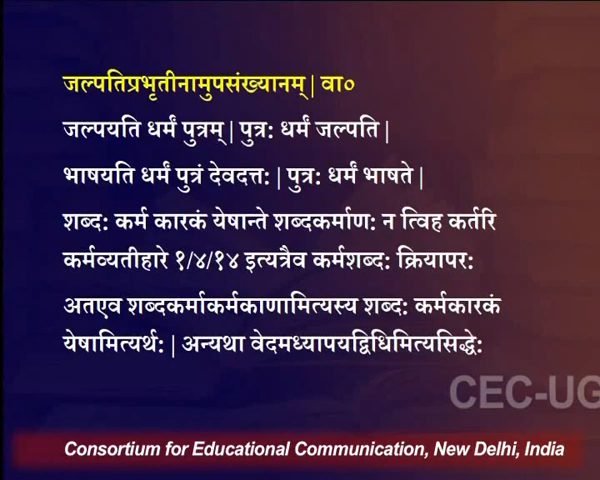 जल्पतिप्रभृतीनामुपसंख्यानम् | वा०
जल्पयति धर्मं पुत्रम् | पुत्र: धर्मं जल्पति |
भाषयति धर्मं पुत्रं देवदत्त: | पुत्र: धर्मं भाषते |
शब्द: कर्म कारकं येषान्ते शब्दकर्माण: न त्विह कर्तरि
कर्मव्यतीहारे १/४/१४ इत्यत्रैव कर्मशब्द: क्रियापर:
अतएव शब्दकर्माकर्मकाणामित्यस्य शब्द: कर्मकारकं
येषामित्यर्थ: | अन्यथा वेदमध्यापयद्विधिमित्यसिद्धे:
CEC-UG
Consortium for Educational Communication, New Delhi, India